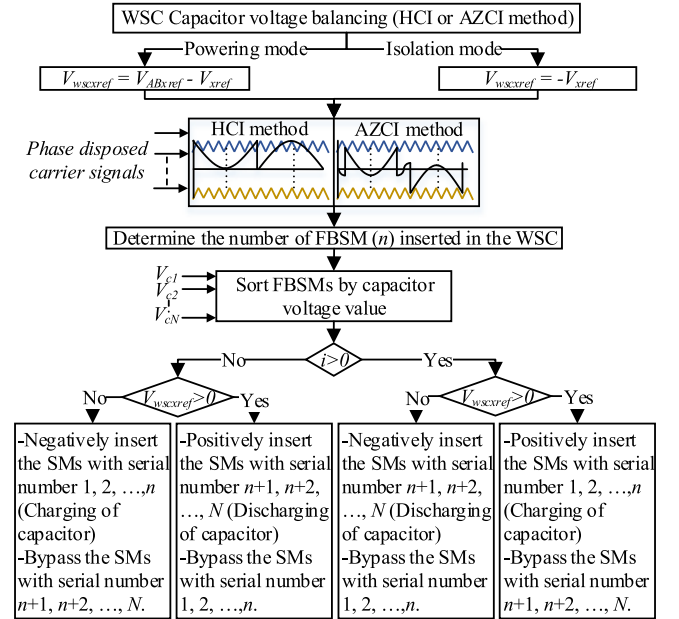 WSC Capacitor voltage balancing (HCI or AZCI method)
Powering mode
Isolation mode
Vwscxref = VABxref - Vxref
Vwscxref = -Vxref
HCI method
AZCI method
Phase disposed
carrier signals
Determine the number of FBSM (n) inserted in the WSC
Vc1
Vc2
VcN
Sort FBSMs by capacitor
voltage value
No
i>0
Yes
No
Vwscxref>0
Yes
No
Vwscxref>0
Yes
-Negatively insert
the SMs with serial
number 1, 2, …,n
(Charging of
capacitor)
-Bypass the SMs
with serial number
n+1, n+2, …, N.
-Positively insert
the SMs with serial
number n+1, n+2,
…, N (Discharging
of capacitor)
-Bypass the SMs
with serial number
1, 2, …,n.
-Negatively insert
the SMs with serial
number n+1, n+2,
…, N (Discharging
of capacitor)
-Bypass the SMs
with serial number
1, 2, …,n.
-Positively insert
the SMs with serial
number 1, 2, …,n
(Charging of
capacitor)
-Bypass the SMs
with serial number
n+1, n+2, …, N.